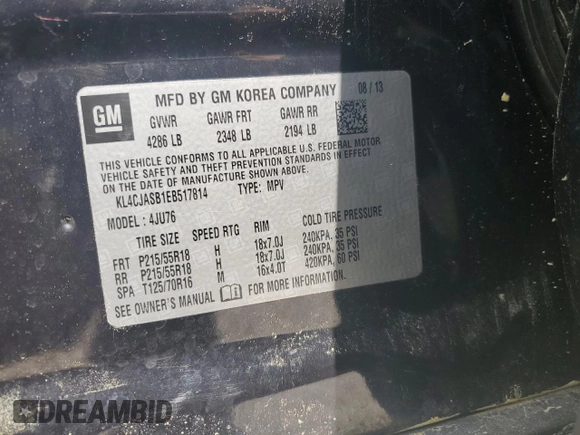 GM
MFD BY GM KOREA COMPANY 08 / 13
GVWR GAWR FRT GAWR RR
4286 LB 2348 LB 2194 LB
THIS VEHICLE CONFORMS TO ALL APPLICABLE U.S. FEDERAL MOTOR
VEHICLE SAFETY AND THEFT PREVENTION STANDARDS IN EFFECT
ON THE DATE OF MANUFACTURE SHOWN ABOVE.
KL4CJASB1EB517814 TYPE: MPV
MODEL : 4JU76
TIRE SIZE SPEED RTG RIM COLD TIRE PRESSURE
FRT P215/55R18 H 18x7.0J 240KPA, 35 PSI
RR P215/55R18 H 18x7.0J 240KPA, 35 PSI
SPA T125/70R16 M 16x4.0T 420KPA, 60 PSI
SEE OWNER'S MANUAL FOR MORE INFORMATION.
DREAMBID